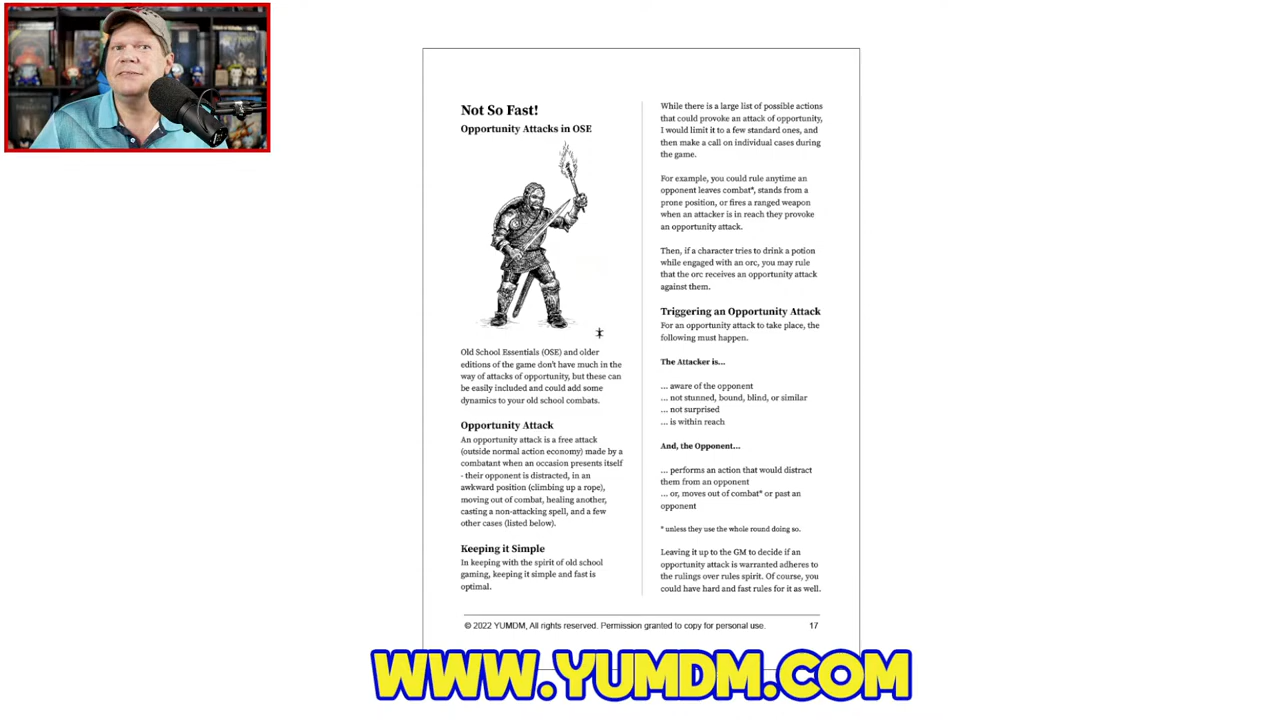 Not So Fast!
Opportunity Attacks in OSE
Old School Essentials (OSE) and older
editions of the game don't have much in the
way of attacks of opportunity, but these can
be easily included and could add some
dynamics to your old school combats.
Opportunity Attack
An opportunity attack is a free attack
(outside normal action economy) made by a
combatant when an occasion presents itself
- their opponent is distracted, in an
awkward position (climbing up a rope),
moving out of combat, healing another,
casting a non-attacking spell, and a few
other cases (listed below).
Keeping it Simple
In keeping with the spirit of old school
gaming, keeping it simple and fast is
optimal.
While there is a large list of possible actions
that could provoke an attack of opportunity,
I would limit it to a few standard ones, and
then make a call on individual cases during
the game.
For example, you could rule anytime an
opponent leaves combat*, stands from a
prone position, or fires a ranged weapon
when an attacker is in reach they provoke
an opportunity attack.
Then, if a character tries to drink a potion
while engaged with an orc, you may rule
that the orc receives an opportunity attack
against them.
Triggering an Opportunity Attack
For an opportunity attack to take place, the
following must happen.
The Attacker is...
... aware of the opponent
... not stunned, bound, blind, or similar
... not surprised
... is within reach
And, the Opponent...
... performs an action that would distract
them from an opponent
... or, moves out of combat* or past an
opponent
* unless they use the whole round doing so.
Leaving it up to the GM to decide if an
opportunity attack is warranted adheres to
the rulings over rules spirit. Of course, you
could have hard and fast rules for it as well.
© 2022 YUMDM, All rights reserved. Permission granted to copy for personal use. 17
WWW.YUMDM.COM